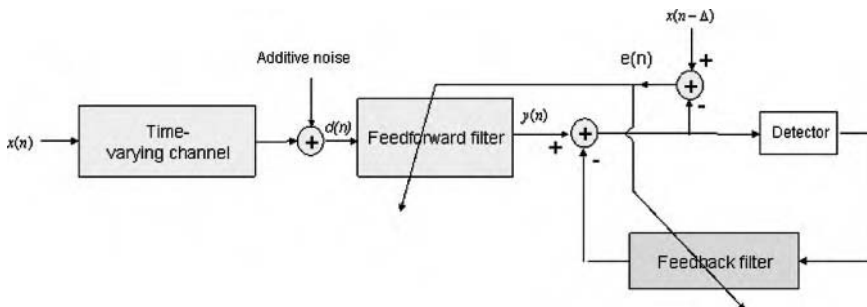 x(n−Δ)
e(n)
+
+
-
Additive noise
Time-
varying channel
x(n)
+
d(n)
Feedforward filter
y(n)
+
+
-
Detector
Feedback filter